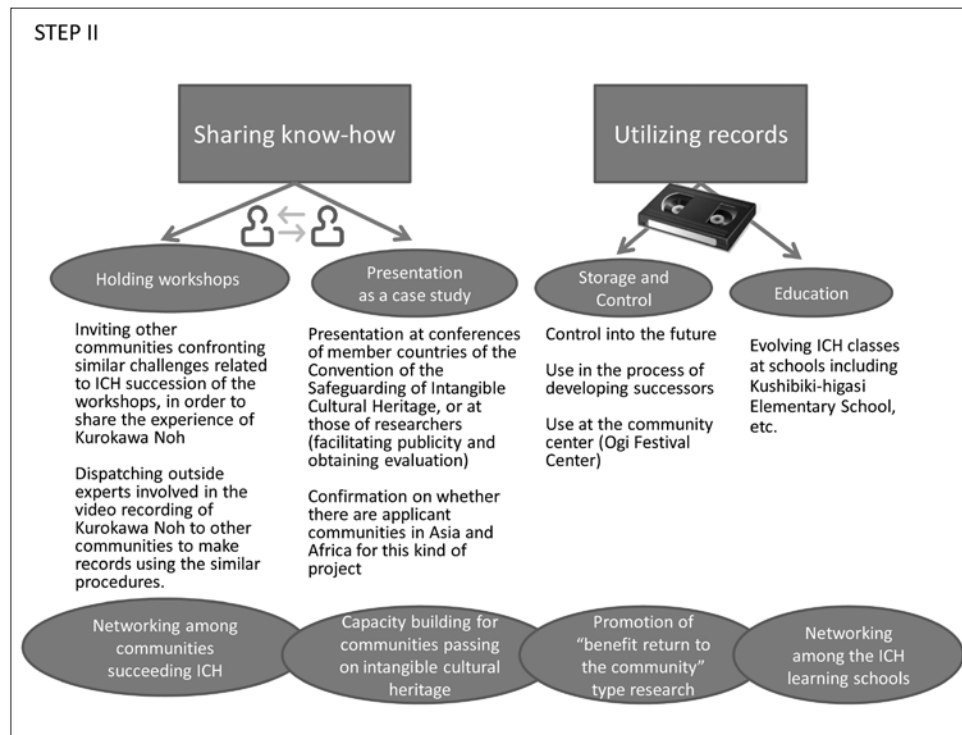 STEP II
Sharing know-how
Utilizing records
Holding workshops
Presentation
as a case study
Storage and
Control
Education
Inviting other
communities confronting
similar challenges related
to ICH succession of the
workshops, in order to
share the experience of
Kurokawa Noh
Dispatching outside
experts involved in the
video recording of
Kurokawa Noh to other
communities to make
records using the similar
procedures.
Presentation at conferences
of member countries of the
Convention of the
Safeguarding of Intangible
Cultural Heritage, or at
those of researchers
(facilitating publicity and
obtaining evaluation)
Confirmation on whether
there are applicant
communities in Asia and
Africa for this kind of
project
Control into the future
Use in the process of
developing successors
Use at the community
center (Ogi Festival
Center)
Evolving ICH classes
at schools including
Kushibiki-higasi
Elementary School,
etc.
Networking among
communities
succeeding ICH
Capacity building for
communities passing
on intangible cultural
heritage
Promotion of
“benefit return to
the community”
type research
Networking
among the ICH
learning schools